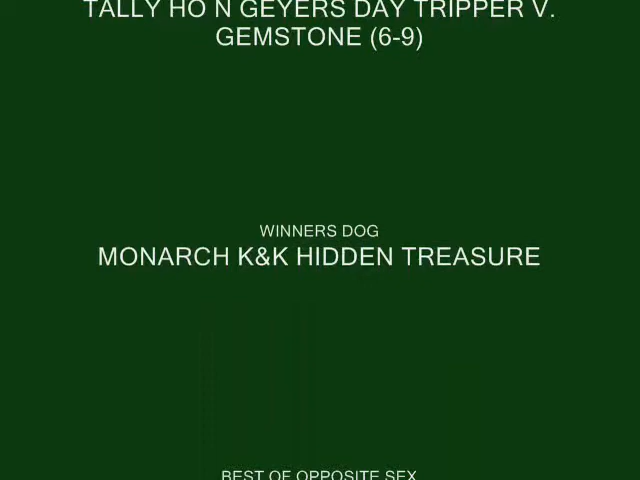 TALLY HO N GEYERS DAY TRIPPER V.
GEMSTONE (6-9)
WINNERS DOG
MONARCH K&K HIDDEN TREASURE
BEST OF OPPOSITE SEX